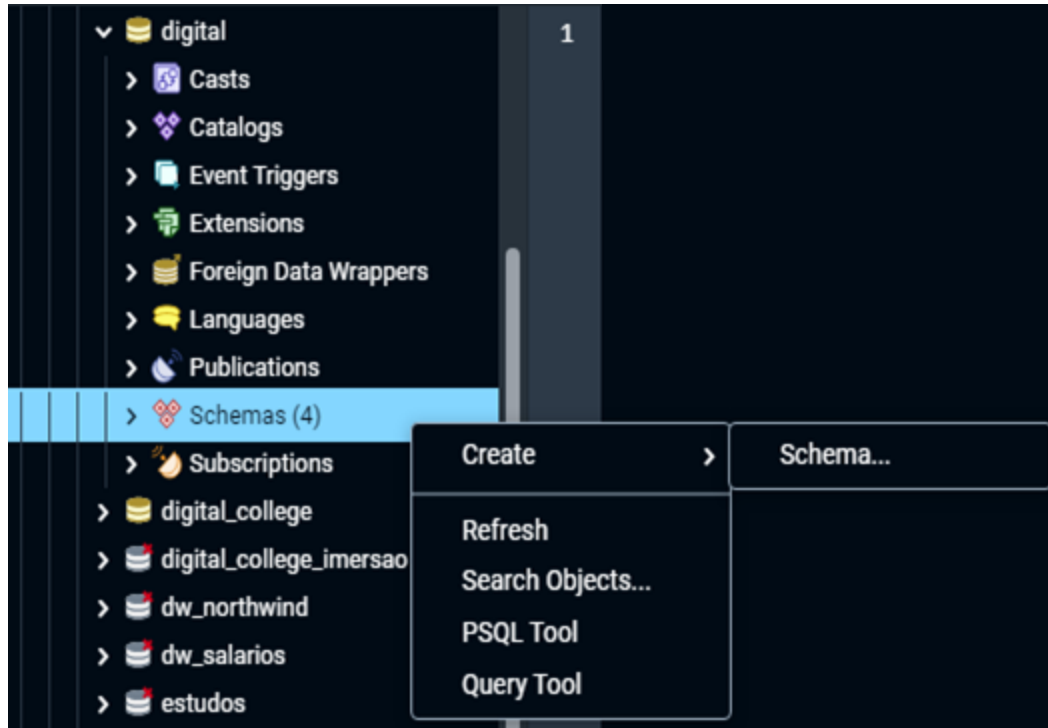 digital
1
Casts
Catalogs
Event Triggers
Extensions
Foreign Data Wrappers
Languages
Publications
Schemas (4)
Create
Schema...
Subscriptions
digital_college
Refresh
digital_college_imersao
Search Objects...
dw_northwind
PSQL Tool
dw_salarios
Query Tool
estudos